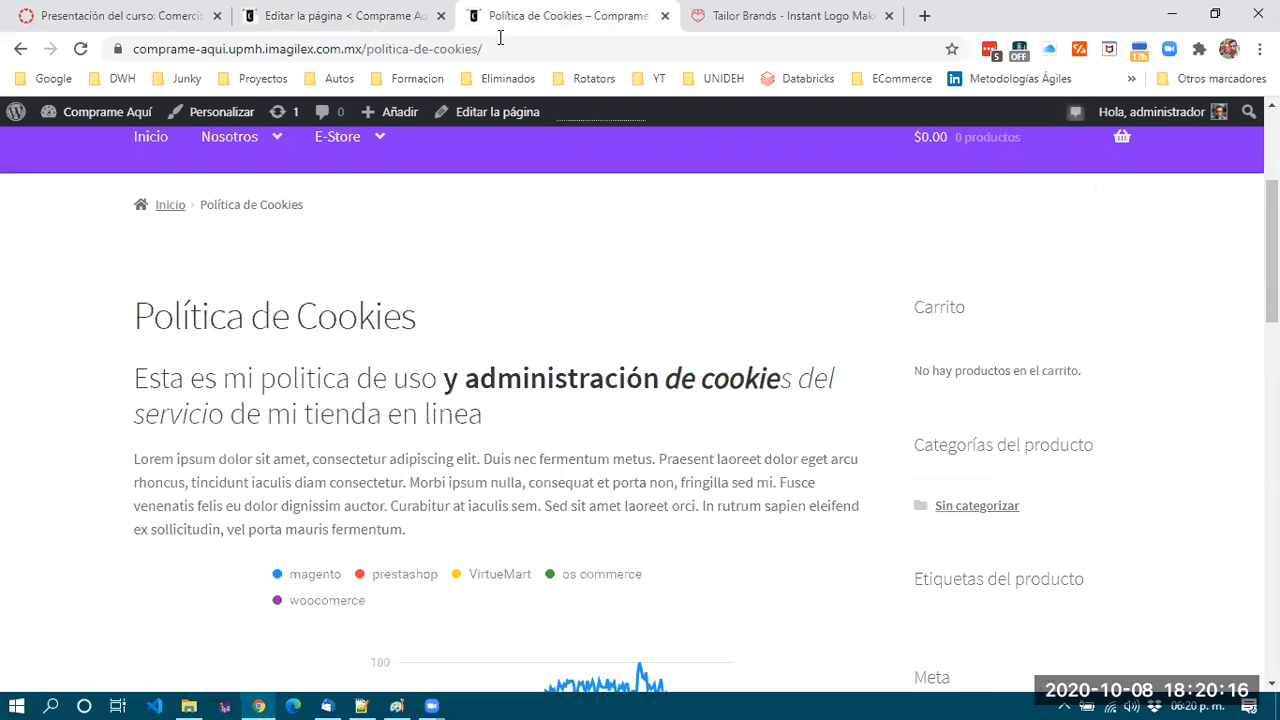 Presentación del curso: Comerci
Editar la página < Comprame Aq
Política de Cookies – Comprame
Tailor Brands - Instant Logo Mak
comprame-aqui.upmh.imagilex.com.mx/politica-de-cookies/
5
OFF
17h
Google
DWH
Junky
Proyectos
Autos
Formacion
Eliminados
Rotators
YT
UNIDEH
Databricks
ECommerce
Metodologías Ágiles
»
Otros marcadores
Comprame Aquí
Personalizar
1
0
Añadir
Editar la página
Hola, administrador
Inicio
Nosotros
E-Store
$0.00 0 productos
Inicio › Política de Cookies
Política de Cookies
Esta es mi politica de uso y administración de cookies del
servicio de mi tienda en linea
Lorem ipsum dolor sit amet, consectetur adipiscing elit. Duis nec fermentum metus. Praesent laoreet dolor eget arcu
rhoncus, tincidunt iaculis diam consectetur. Morbi ipsum nulla, consequat et porta non, fringilla sed mi. Fusce
venenatis felis eu dolor dignissim auctor. Curabitur at iaculis sem. Sed sit amet laoreet orci. In rutrum sapien eleifend
ex sollicitudin, vel porta mauris fermentum.
magento
prestashop
VirtueMart
os commerce
woocomerce
100
Carrito
No hay productos en el carrito.
Categorías del producto
Sin categorizar
Etiquetas del producto
Meta
2020-10-08 18:20:16
06:20 p. m.